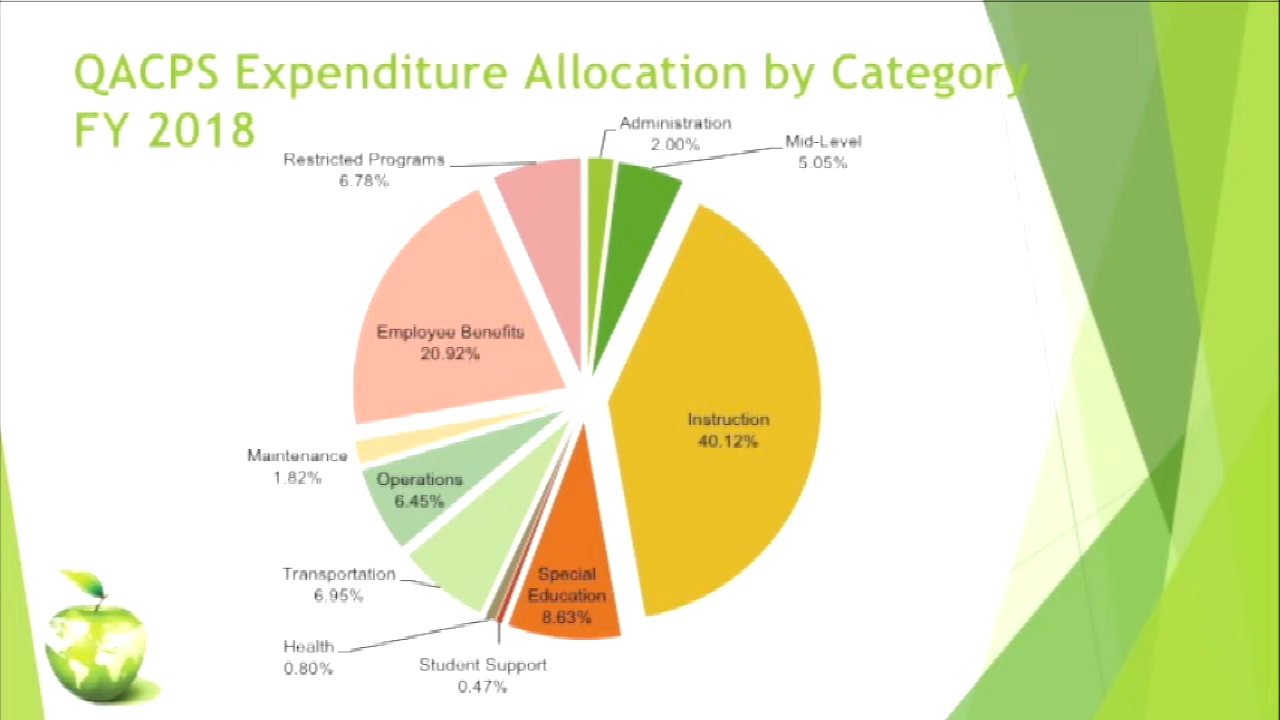 QACPS Expenditure Allocation by Category
FY 2018
Administration
2.00%
Mid-Level
5.05%
Restricted Programs
6.78%
Employee Benefits
20.92%
Instruction
40.12%
Maintenance
1.82%
Operations
6.45%
Transportation
6.95%
Special
Education
8.63%
Health
0.80%
Student Support
0.47%